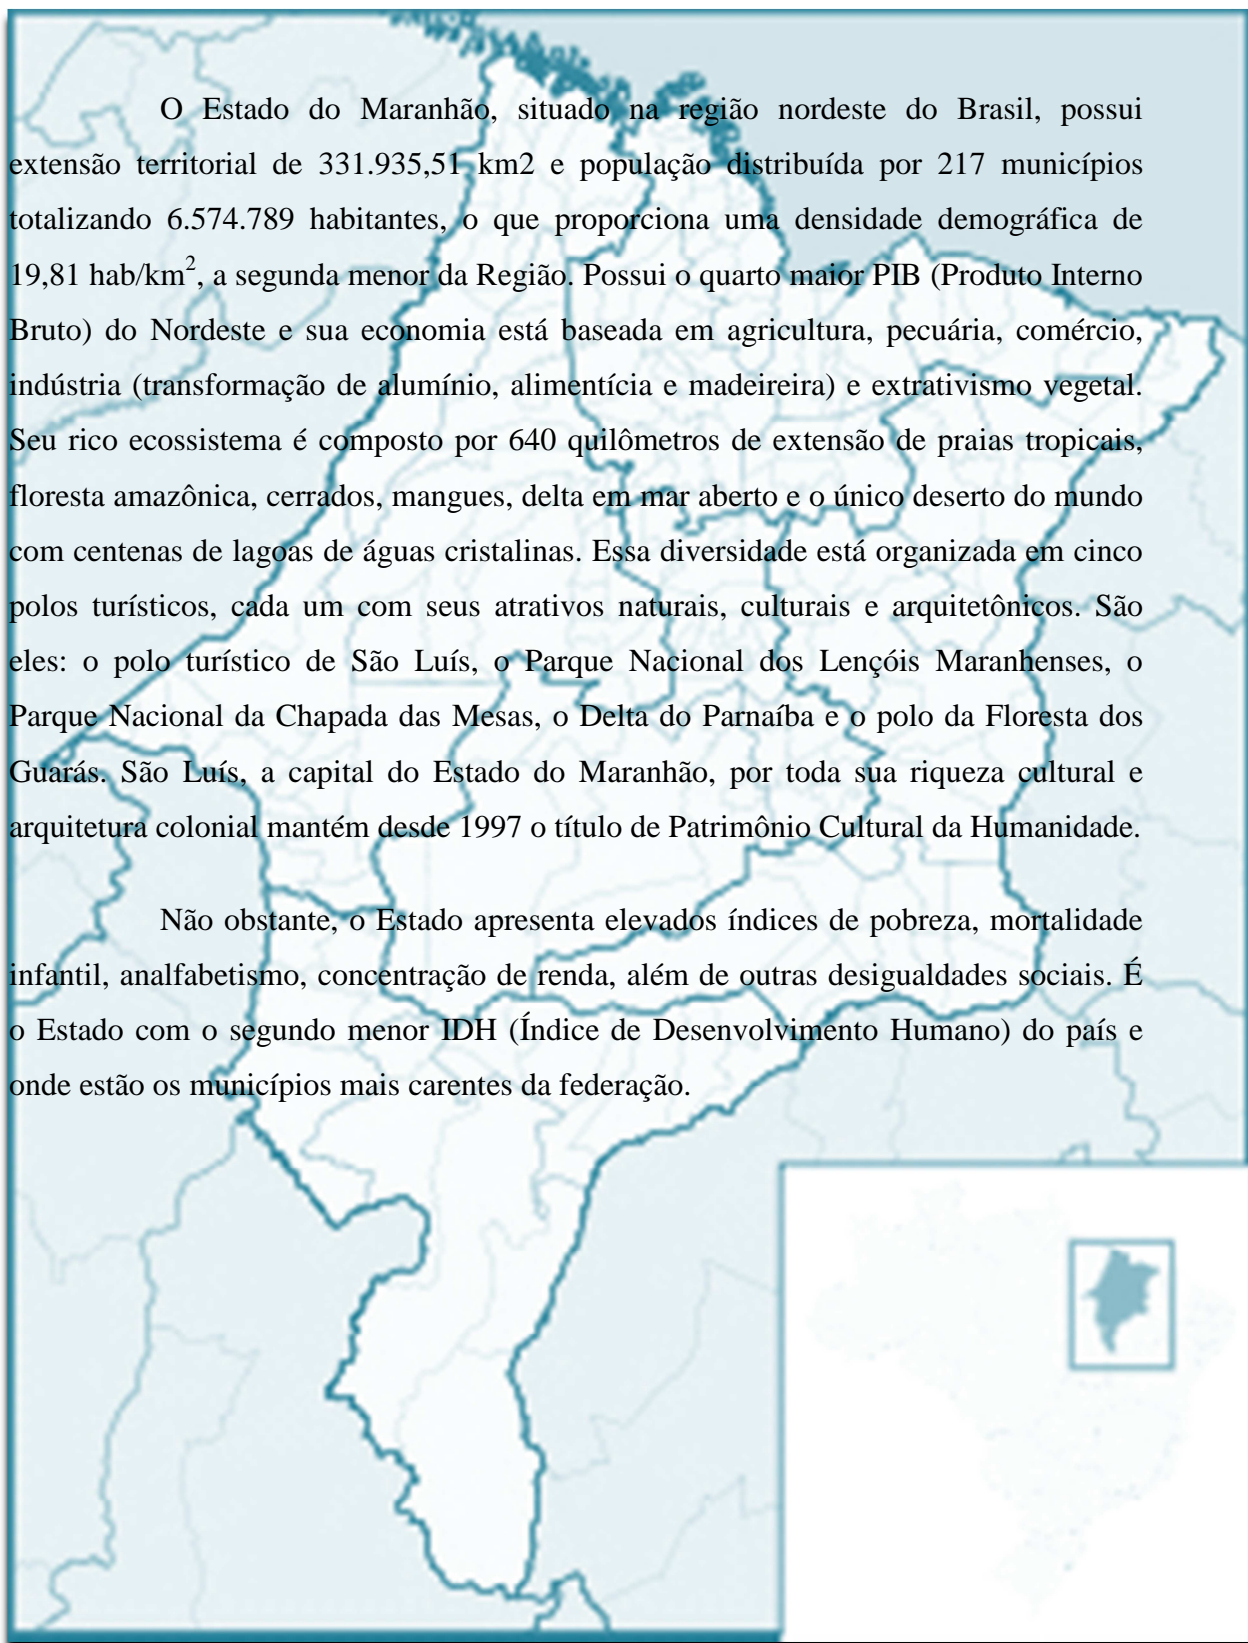 O Estado do Maranhão, situado na região nordeste do Brasil, possui
extensão territorial de 331.935,51 km2 e população distribuída por 217 municípios
totalizando 6.574.789 habitantes, o que proporciona uma densidade demográfica de
19,81 hab/km², a segunda menor da Região. Possui o quarto maior PIB (Produto Interno
Bruto) do Nordeste e sua economia está baseada em agricultura, pecuária, comércio,
indústria (transformação de alumínio, alimentícia e madeireira) e extrativismo vegetal.
Seu rico ecossistema é composto por 640 quilômetros de extensão de praias tropicais,
floresta amazônica, cerrados, mangues, delta em mar aberto e o único deserto do mundo
com centenas de lagoas de águas cristalinas. Essa diversidade está organizada em cinco
polos turísticos, cada um com seus atrativos naturais, culturais e arquitetônicos. São
eles: o polo turístico de São Luís, o Parque Nacional dos Lençóis Maranhenses, o
Parque Nacional da Chapada das Mesas, o Delta do Parnaíba e o polo da Floresta dos
Guarás. São Luís, a capital do Estado do Maranhão, por toda sua riqueza cultural e
arquitetura colonial mantém desde 1997 o título de Patrimônio Cultural da Humanidade.
Não obstante, o Estado apresenta elevados índices de pobreza, mortalidade
infantil, analfabetismo, concentração de renda, além de outras desigualdades sociais. É
o Estado com o segundo menor IDH (Índice de Desenvolvimento Humano) do país e
onde estão os municípios mais carentes da federação.